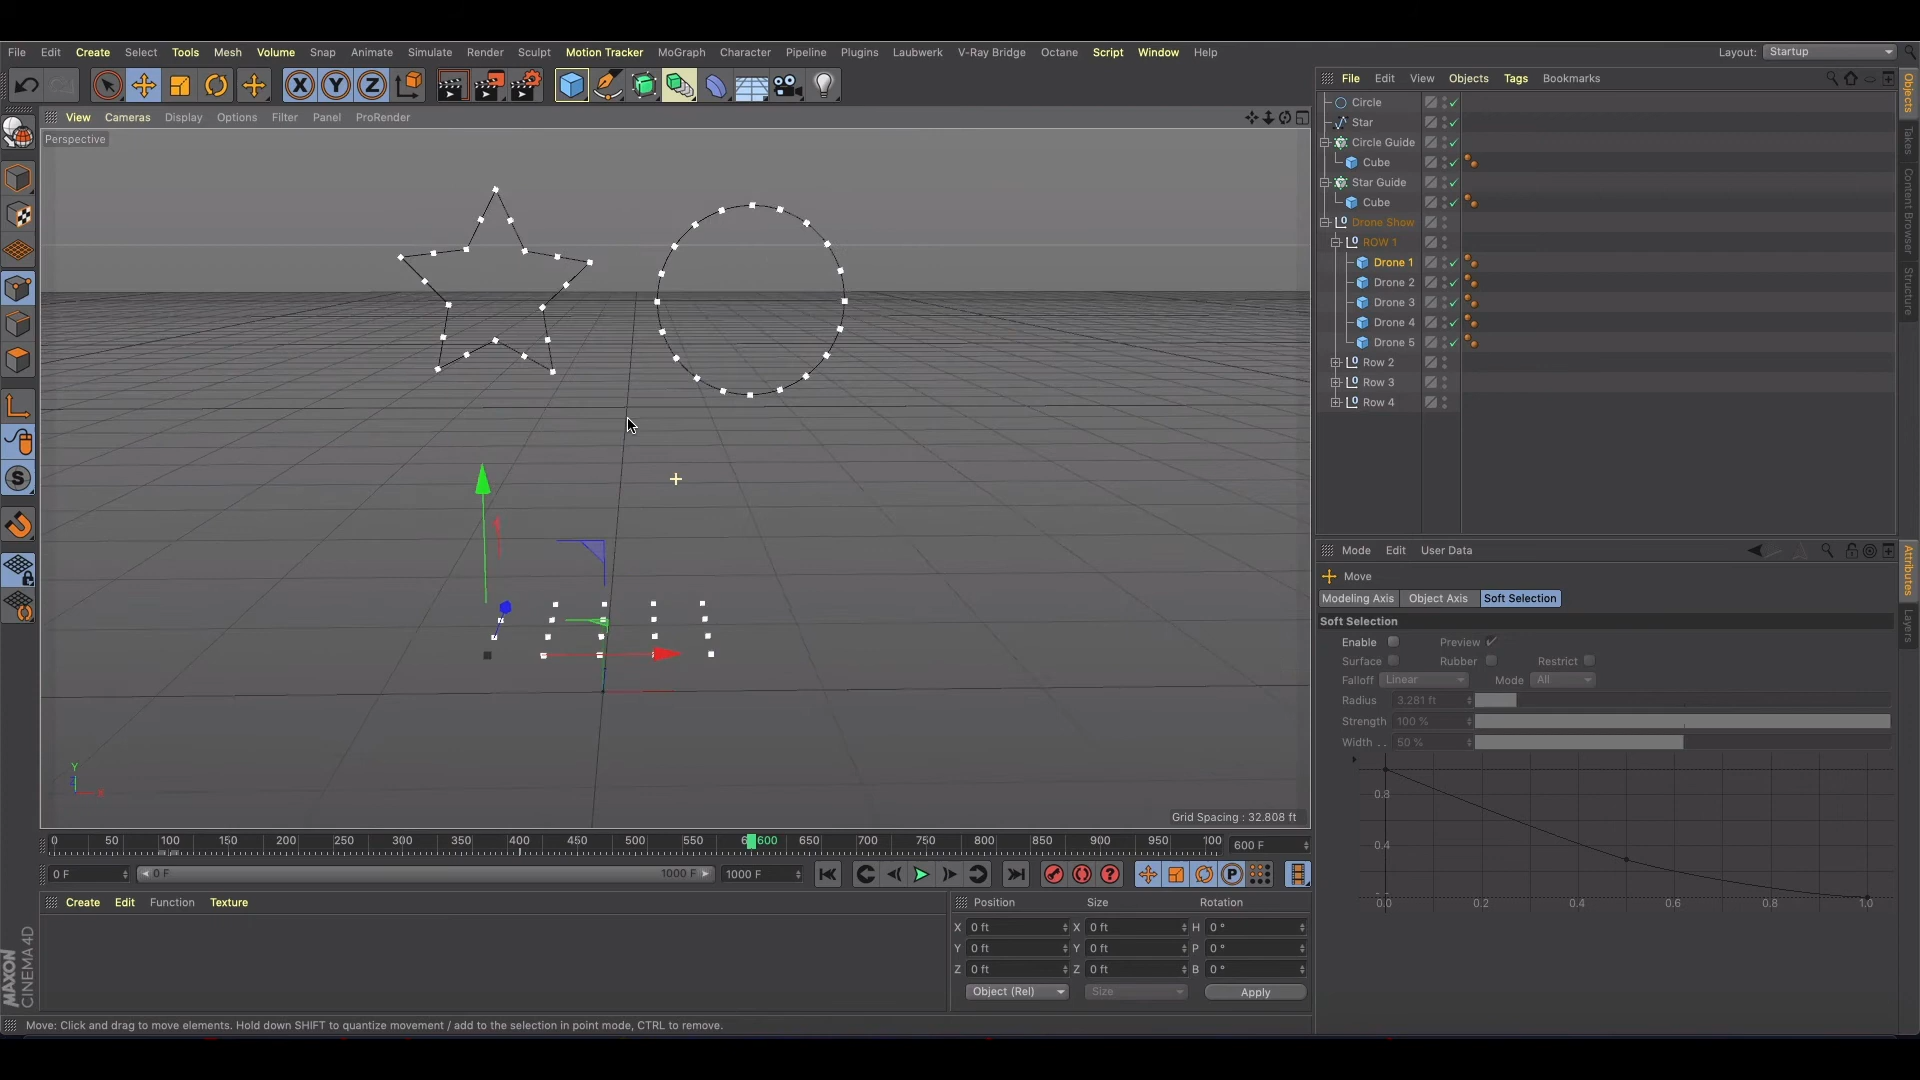 File Edit Create Select Tools Mesh Volume Snap Animate Simulate Render Sculpt Motion Tracker MoGraph Character Pipeline Plugins Laubwerk V-Ray Bridge Octane Script Window Help Layout: Startup
X Y Z
View Cameras Display Options Filter Panel ProRender
Perspective
Grid Spacing : 32.808 ft
Y
X
S
File Edit View Objects Tags Bookmarks
Circle
Star
Circle Guide
Cube
Star Guide
Cube
Drone Show
ROW 1
Drone 1
Drone 2
Drone 3
Drone 4
Drone 5
Row 2
Row 3
Row 4
Objects
Takes
Content Browser
Structure
Mode Edit User Data
Move
Modeling Axis Object Axis Soft Selection
Soft Selection
Enable Preview
Surface Rubber Restrict
Falloff Linear Mode All
Radius 3.281 ft
Strength 100 %
Width . . 50 %
0.8
0.4
0.0 0.2 0.4 0.6 0.8 1.0
Attributes
Layers
0 50 100 150 200 250 300 350 400 450 500 550 600 650 700 750 800 850 900 950 100 600 F
0 F 0 F 1000 F 1000 F P
Create Edit Function Texture
Position Size Rotation
X 0 ft X 0 ft H 0 °
Y 0 ft Y 0 ft P 0 °
Z 0 ft Z 0 ft B 0 °
Object (Rel) Size Apply
MAXON
CINEMA4D
Move: Click and drag to move elements. Hold down SHIFT to quantize movement / add to the selection in point mode, CTRL to remove.